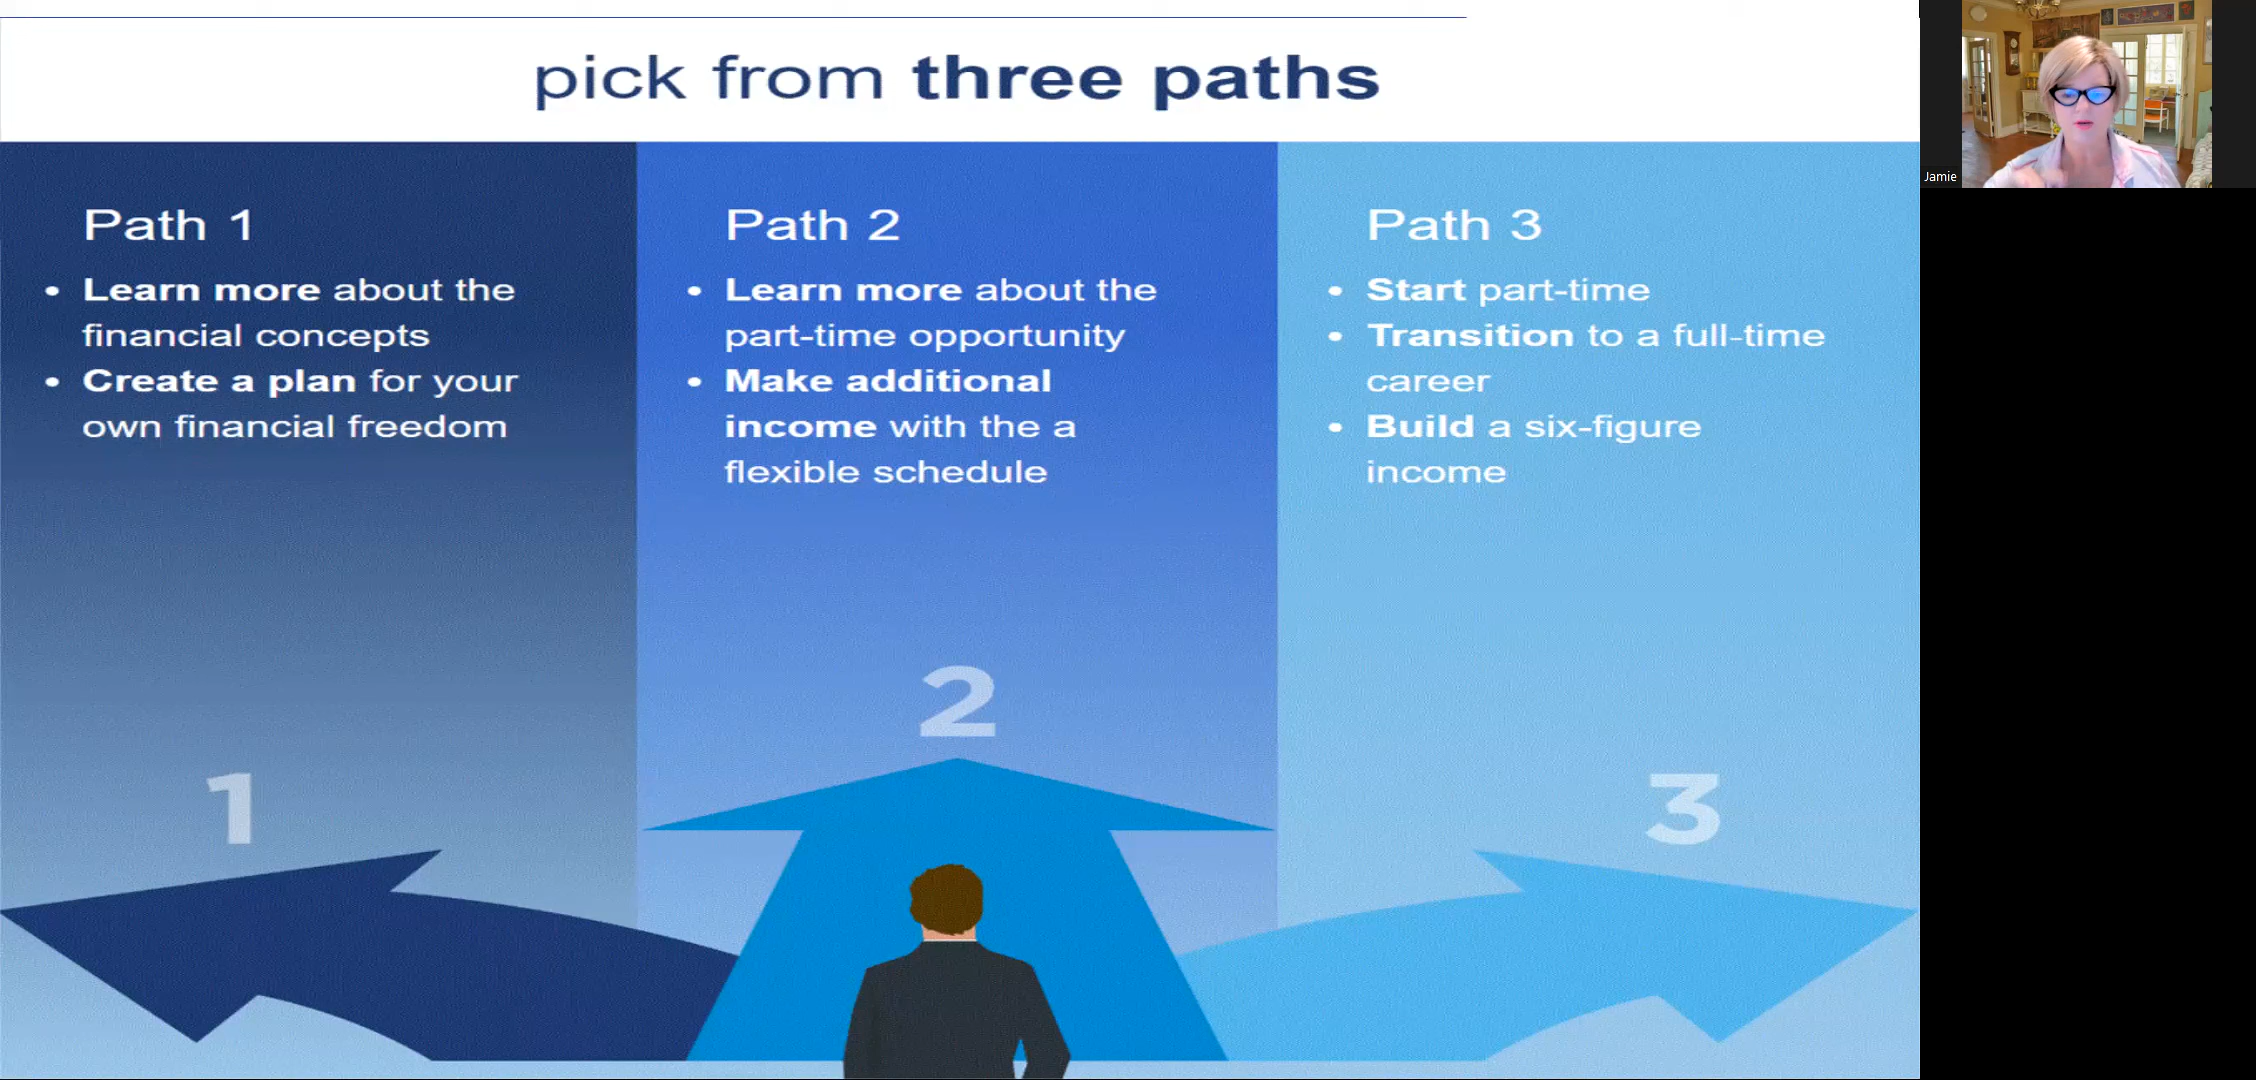 pick from three paths
Path 1
• Learn more about the
financial concepts
• Create a plan for your
own financial freedom
Path 2
• Learn more about the
part-time opportunity
• Make additional
income with the a
flexible schedule
Path 3
• Start part-time
• Transition to a full-time
career
• Build a six-figure
income
1
2
3
Jamie